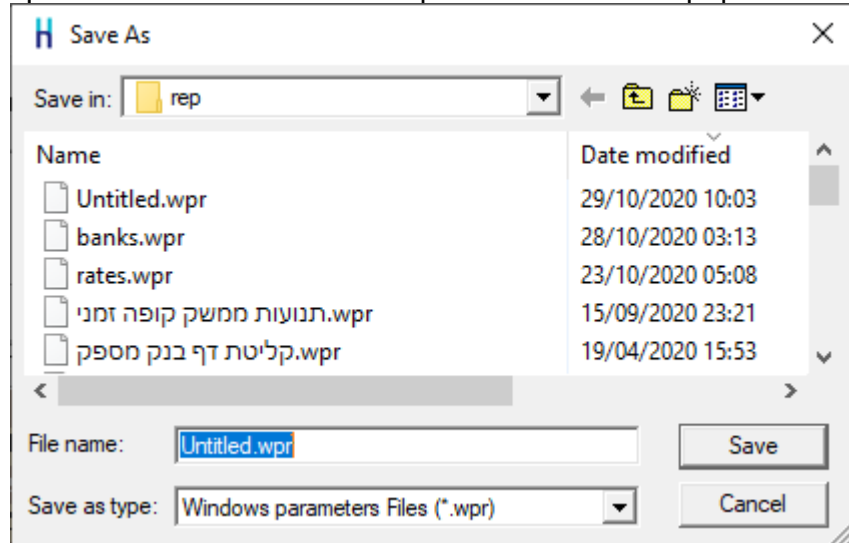 Save As
Save in: rep
Name Date modified
Untitled.wpr 29/10/2020 10:03
banks.wpr 28/10/2020 03:13
rates.wpr 23/10/2020 05:08
תנועות ממשק קופה זמני.wpr 15/09/2020 23:21
קליטת דף בנק מספק.wpr 19/04/2020 15:53
File name: Untitled.wpr Save
Save as type: Windows parameters Files (*.wpr) Cancel